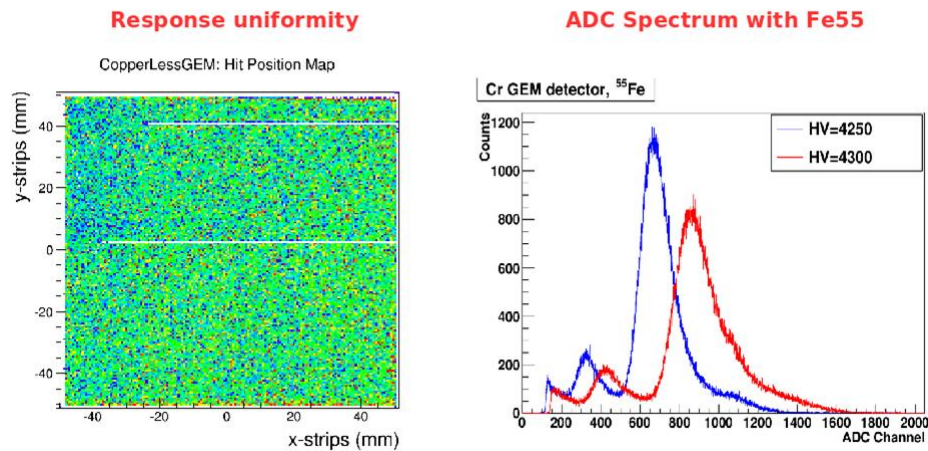 Response uniformity
CopperLessGEM: Hit Position Map
y-strips (mm)
40
20
0
-20
-40
-40
-20
0
20
40
x-strips (mm)
ADC Spectrum with Fe55
Cr GEM detector, ⁵⁵Fe
HV=4250
HV=4300
Counts
1200
1000
800
600
400
200
0
0
200
400
600
800
1000
1200
1400
1600
1800
2000
ADC Channel